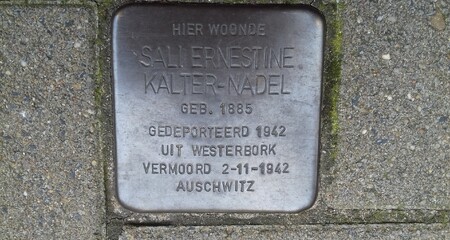 HIER WOONDE
SALI ERNESTINE
KALTER-NADEL
GEB. 1885
GEDEPORTEERD 1942
UIT WESTERBORK
VERMOORD 2-11-1942
AUSCHWITZ